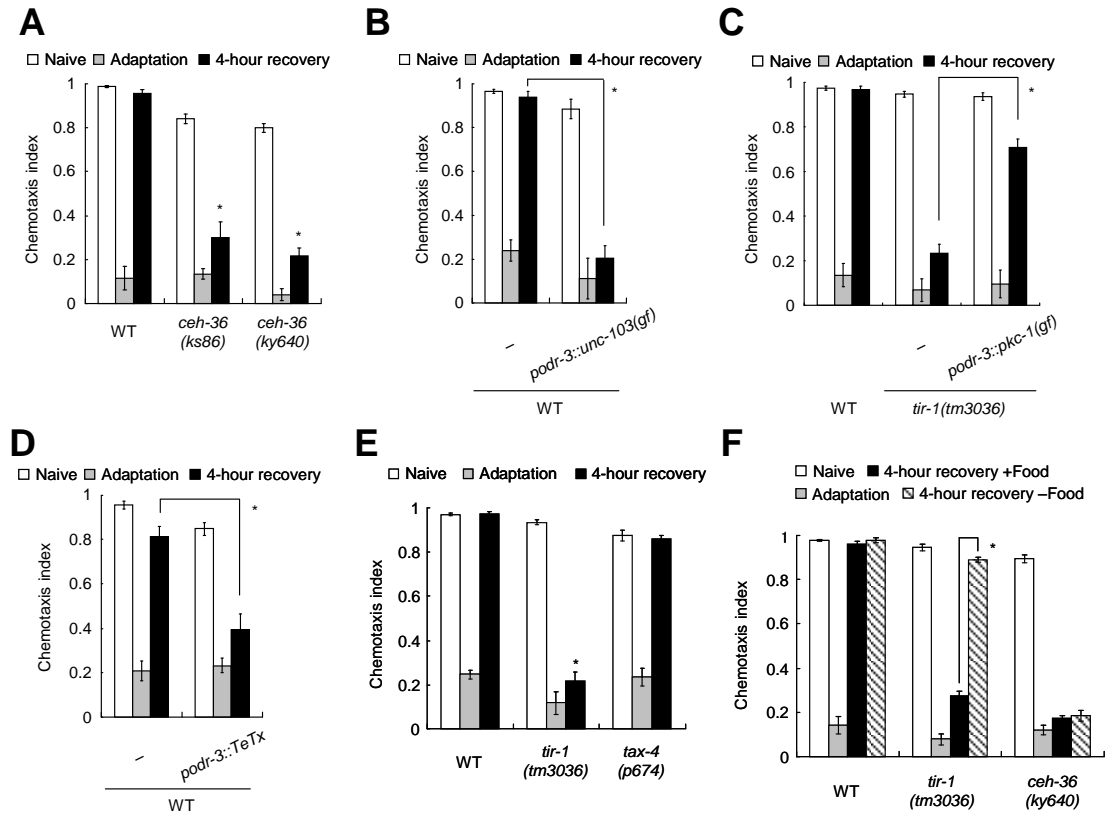 A
Naive Adaptation 4-hour recovery
Chemotaxis index
1
0.8
0.6
0.4
0.2
0
*
*
WT
ceh-36
(ks86)
ceh-36
(ky640)
B
Naive Adaptation 4-hour recovery
Chemotaxis index
1
0.8
0.6
0.4
0.2
0
*
–
podr-3::unc-103(gf)
WT
C
Naive Adaptation 4-hour recovery
Chemotaxis index
1
0.8
0.6
0.4
0.2
0
*
–
podr-3::pkc-1(gf)
WT
tir-1(tm3036)
D
Naive Adaptation 4-hour recovery
Chemotaxis index
1
0.8
0.6
0.4
0.2
0
*
–
podr-3::TeTx
WT
E
Naive Adaptation 4-hour recovery
Chemotaxis index
1
0.8
0.6
0.4
0.2
0
*
WT
tir-1
(tm3036)
tax-4
(p674)
F
Naive 4-hour recovery +Food
Adaptation 4-hour recovery –Food
Chemotaxis index
1
0.8
0.6
0.4
0.2
0
*
WT
tir-1
(tm3036)
ceh-36
(ky640)